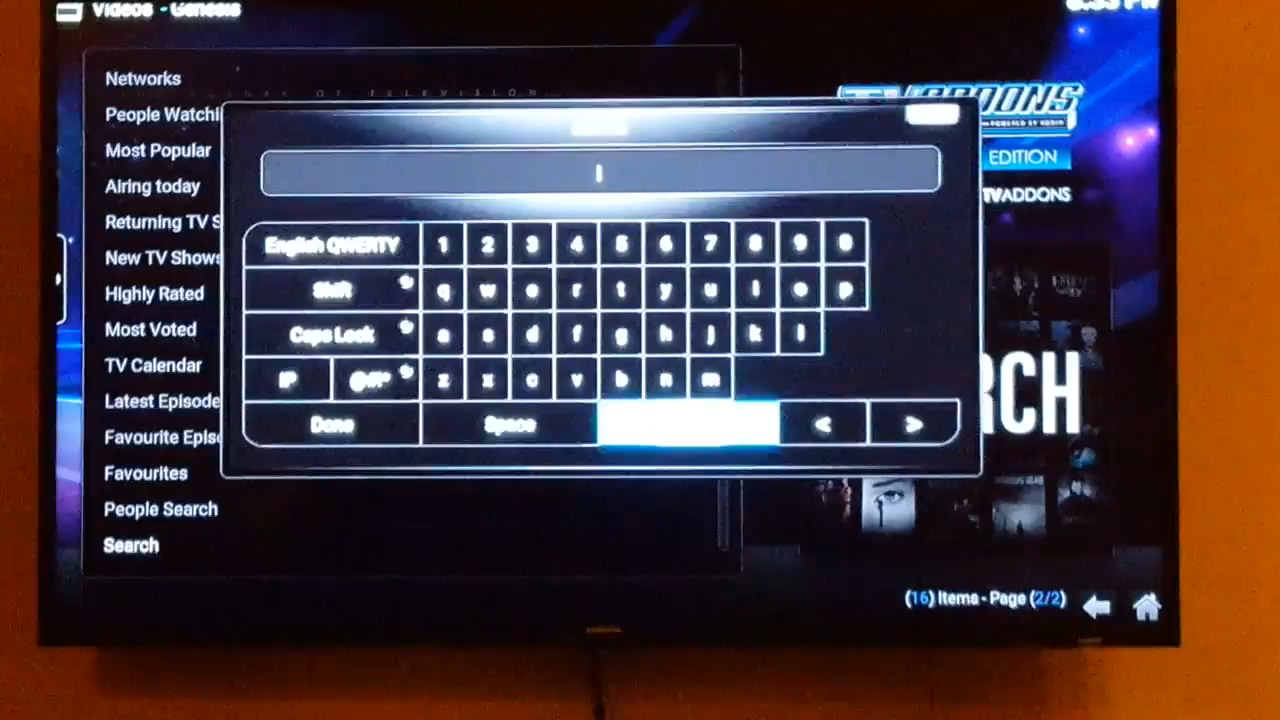 Videos - Genesis
Networks
OF TELEVISION
People Watchi
Most Popular
Airing today
Returning TV S
New TV Shows
Highly Rated
Most Voted
TV Calendar
Latest Episode
Favourite Epis
Favourites
People Search
Search
English QWERTY 1 2 3 4 5 6 7 8 9 0
Shift q w e r t y u i o p
Caps Lock a s d f g h j k l
IP @#* z x c v b n m
Done Space < >
EDITION
TVADDONS
RCH
(16) Items - Page (2/2)